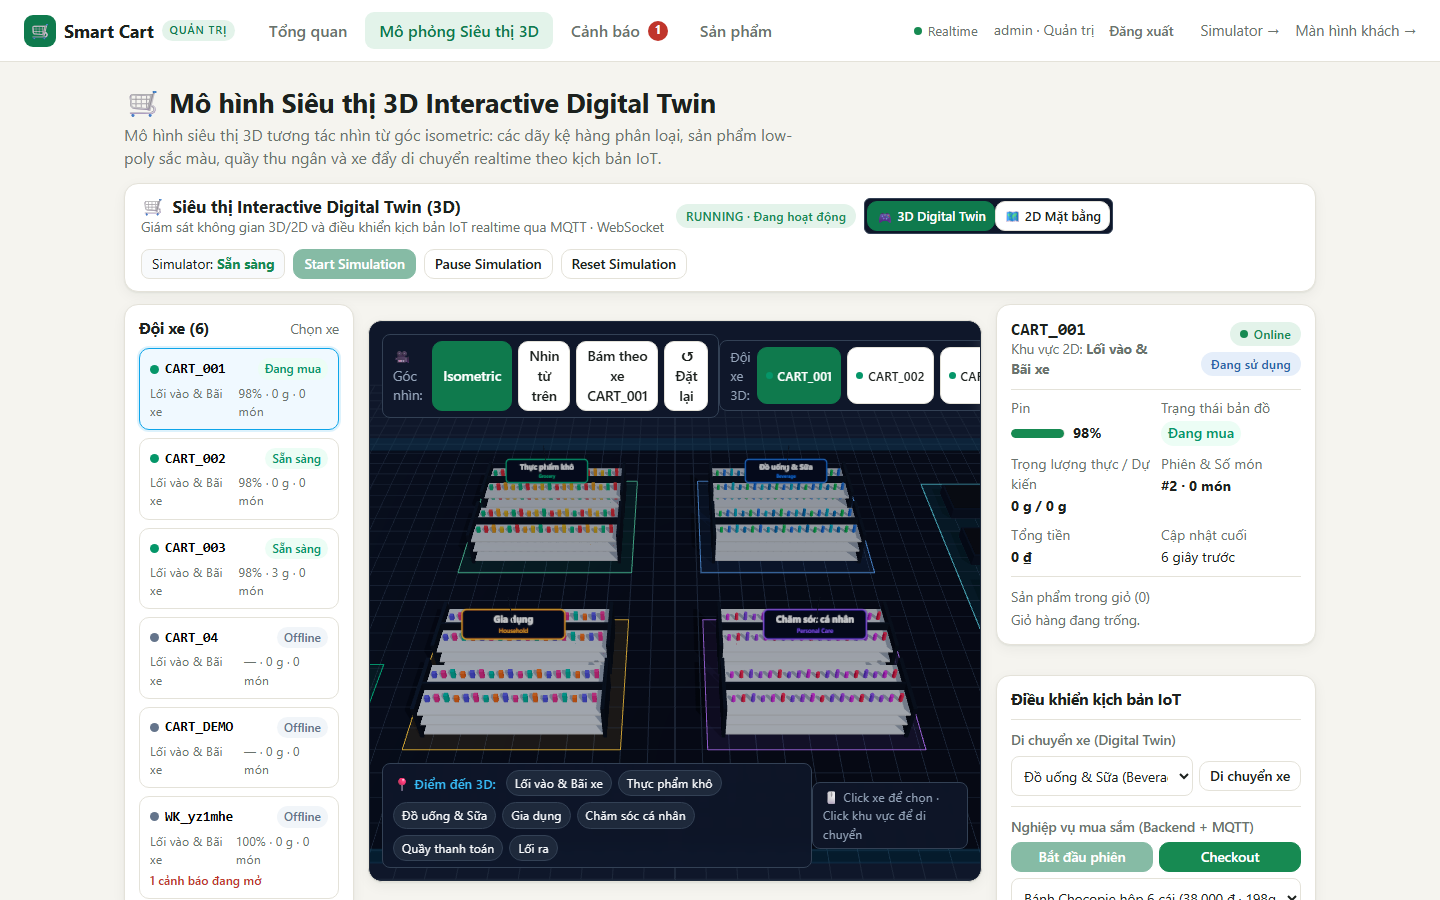 Smart Cart QUẢN TRỊ Tổng quan Mô phỏng Siêu thị 3D Cảnh báo 1 Sản phẩm Realtime admin · Quản trị Đăng xuất Simulator → Màn hình khách →
Mô hình Siêu thị 3D Interactive Digital Twin
Mô hình siêu thị 3D tương tác nhìn từ góc isometric: các dãy kệ hàng phân loại, sản phẩm low-
poly sắc màu, quầy thu ngân và xe đẩy di chuyển realtime theo kịch bản IoT.
Siêu thị Interactive Digital Twin (3D)
Giám sát không gian 3D/2D và điều khiển kịch bản IoT realtime qua MQTT · WebSocket
RUNNING · Đang hoạt động
3D Digital Twin
2D Mặt bằng
Simulator: Sẵn sàng
Start Simulation
Pause Simulation
Reset Simulation
Đội xe (6)
Chọn xe
CART_001
Đang mua
Lối vào & Bãi
xe
98% · 0 g · 0
món
CART_002
Sẵn sàng
Lối vào & Bãi
xe
98% · 0 g · 0
món
CART_003
Sẵn sàng
Lối vào & Bãi
xe
98% · 3 g · 0
món
CART_04
Offline
Lối vào & Bãi
xe
— · 0 g · 0
món
CART_DEMO
Offline
Lối vào & Bãi
xe
— · 0 g · 0
món
WK_yz1mhe
Offline
Lối vào & Bãi
xe
100% · 0 g · 0
món
1 cảnh báo đang mở
Góc
nhìn:
Isometric
Nhìn
từ
trên
Bám theo
xe
CART_001
↺
Đặt
lại
Đội
xe
3D:
CART_001
CART_002
CAR
Thực phẩm khô
Grocery
Đồ uống & Sữa
Beverage
Gia dụng
Household
Chăm sóc cá nhân
Personal Care
Điểm đến 3D:
Lối vào & Bãi xe
Thực phẩm khô
Đồ uống & Sữa
Gia dụng
Chăm sóc cá nhân
Quầy thanh toán
Lối ra
Click xe để chọn ·
Click khu vực để di
chuyển
CART_001
Khu vực 2D: Lối vào &
Bãi xe
Online
Đang sử dụng
Pin
98%
Trạng thái bản đồ
Đang mua
Trọng lượng thực / Dự
kiến
0 g / 0 g
Phiên & Số món
#2 · 0 món
Tổng tiền
0 ₫
Cập nhật cuối
6 giây trước
Sản phẩm trong giỏ (0)
Giỏ hàng đang trống.
Điều khiển kịch bản IoT
Di chuyển xe (Digital Twin)
Đồ uống & Sữa (Bevera
Di chuyển xe
Nghiệp vụ mua sắm (Backend + MQTT)
Bắt đầu phiên
Checkout
Bánh Chocopie hộp 6 cái (38.000 ₫ · 198g